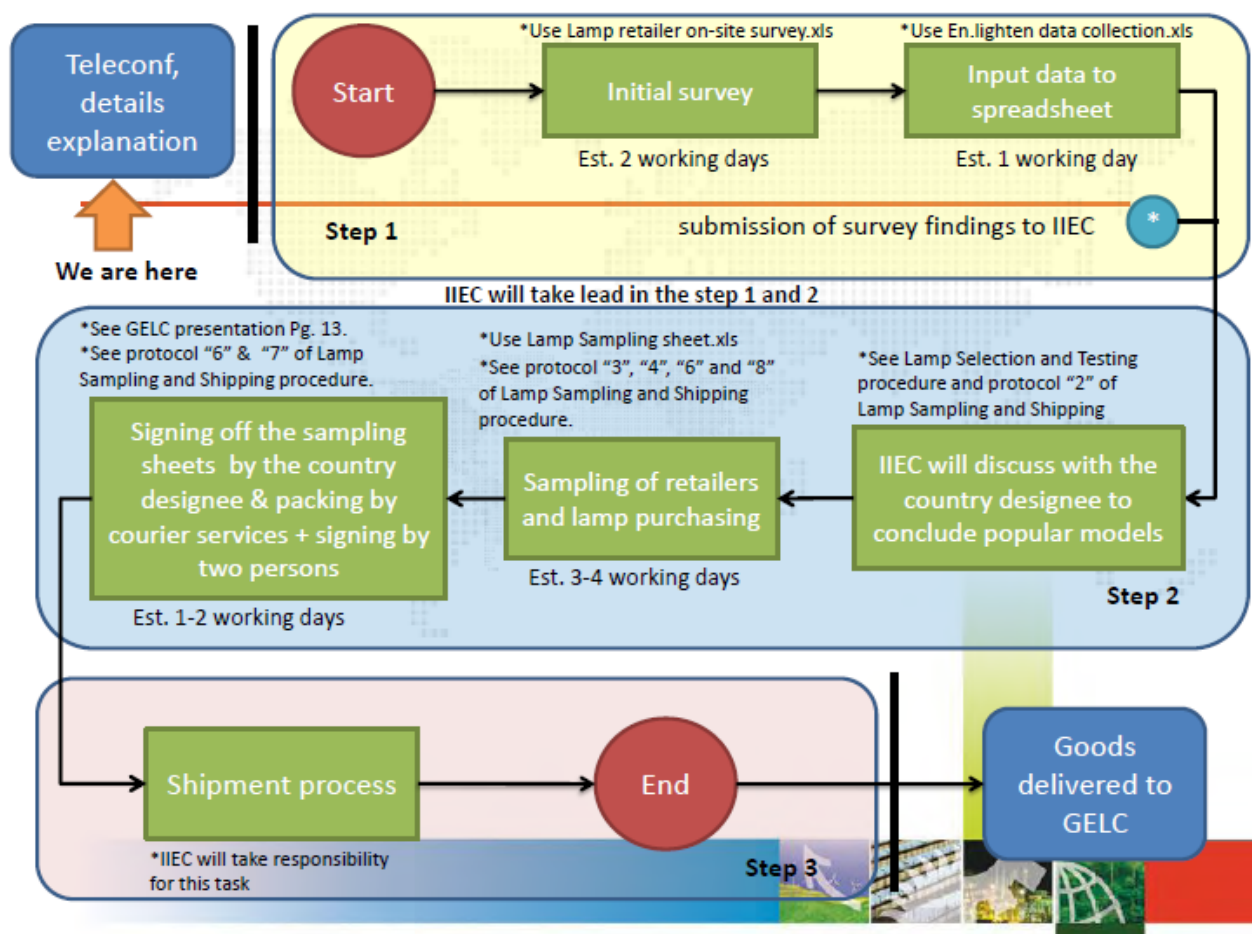 Teleconf,
details
explanation
We are here
Start
*Use Lamp retailer on-site survey.xls
Initial survey
Est. 2 working days
*Use En.lighten data collection.xls
Input data to
spreadsheet
Est. 1 working day
Step 1
submission of survey findings to IIEC
*
IIEC will take lead in the step 1 and 2
*See GELC presentation Pg. 13.
*See protocol “6” & “7” of Lamp
Sampling and Shipping procedure.
Signing off the sampling
sheets by the country
designee & packing by
courier services + signing by
two persons
Est. 1-2 working days
*Use Lamp Sampling sheet.xls
*See protocol “3”, “4”, “6” and “8”
of Lamp Sampling and Shipping
procedure.
Sampling of retailers
and lamp purchasing
Est. 3-4 working days
*See Lamp Selection and Testing
procedure and protocol “2” of
Lamp Sampling and Shipping
IIEC will discuss with the
country designee to
conclude popular models
Step 2
Shipment process
*IIEC will take responsibility
for this task
End
Step 3
Goods
delivered to
GELC